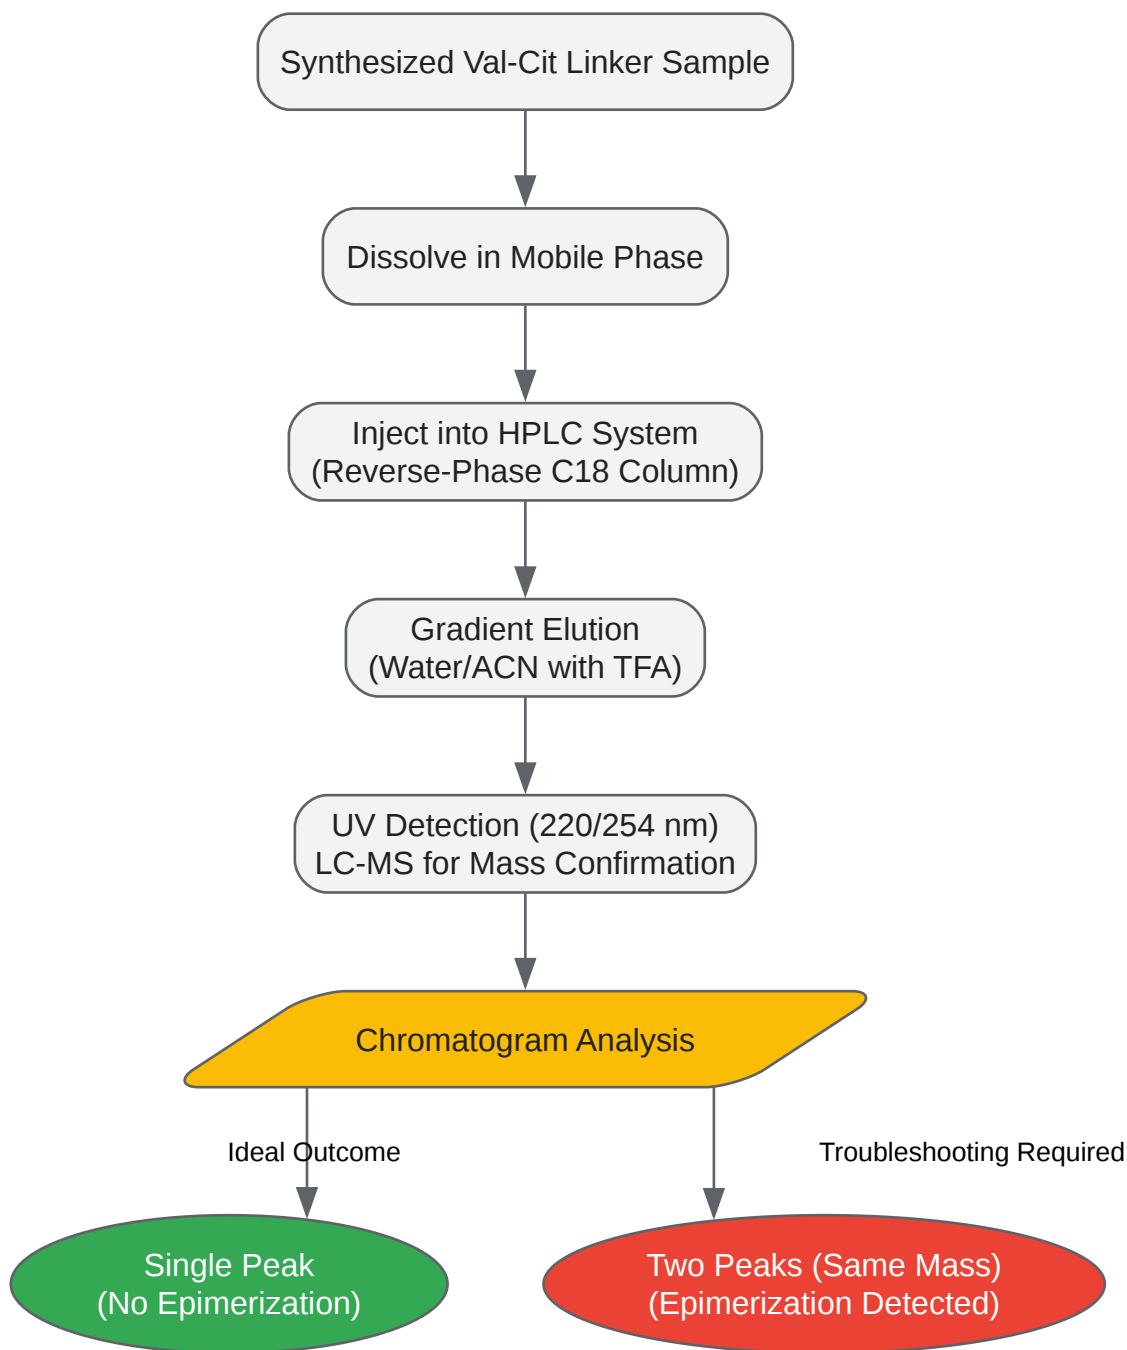 Synthesized Val-Cit Linker Sample
Dissolve in Mobile Phase
Inject into HPLC System
(Reverse-Phase C18 Column)
Gradient Elution
(Water/ACN with TFA)
UV Detection (220/254 nm)
LC-MS for Mass Confirmation
Chromatogram Analysis
Ideal Outcome
Troubleshooting Required
Single Peak
(No Epimerization)
Two Peaks (Same Mass)
(Epimerization Detected)